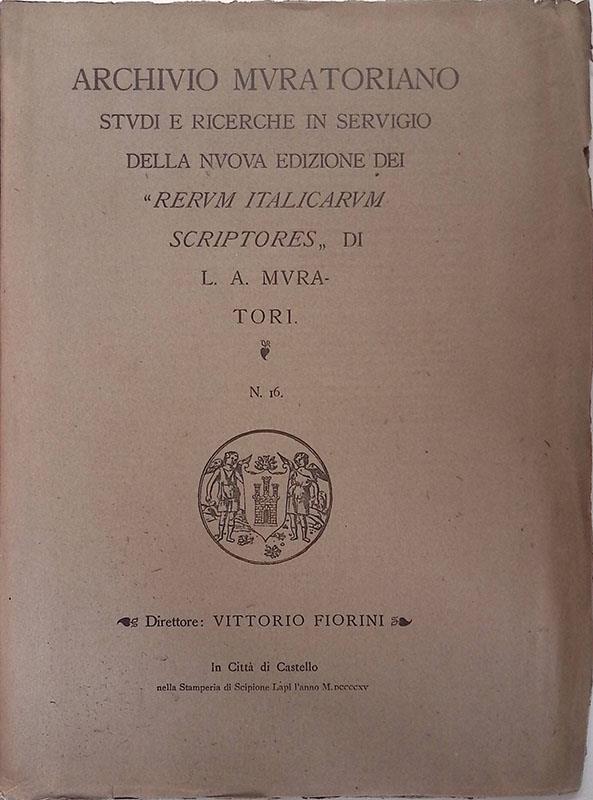 ARCHIVIO MVRATORIANO
STVDI E RICERCHE IN SERVIGIO
DELLA NVOVA EDIZIONE DEI
“RERVM ITALICARVM
SCRIPTORES„ DI
L. A. MVRA-
TORI.
N. 16.
Direttore: VITTORIO FIORINI
In Città di Castello
nella Stamperia di Scipione Lapi l'anno M.DCCCCXV